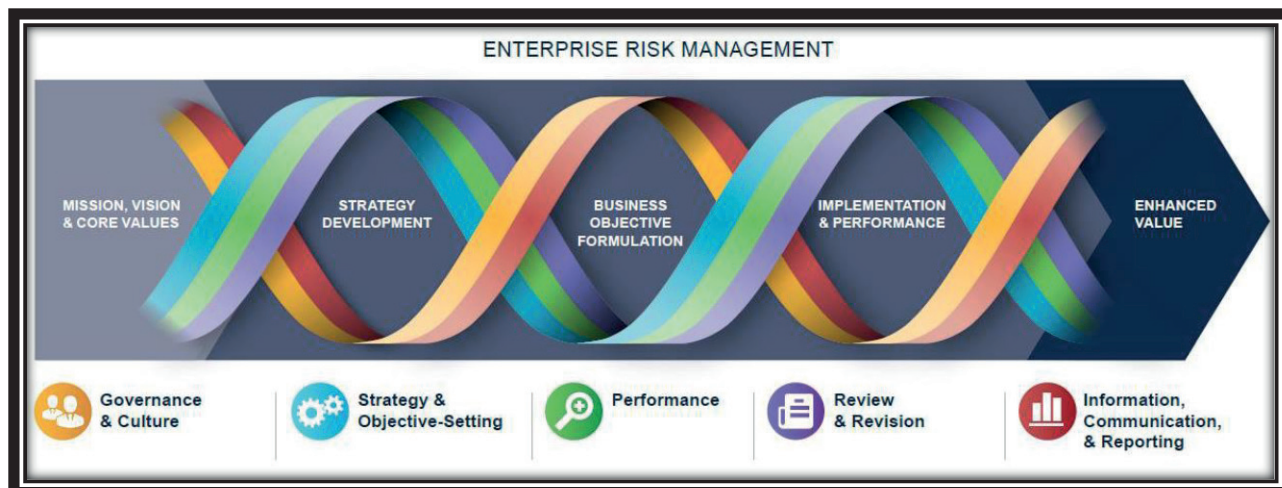 ENTERPRISE RISK MANAGEMENT
MISSION, VISION
& CORE VALUES
STRATEGY
DEVELOPMENT
BUSINESS
OBJECTIVE
FORMULATION
IMPLEMENTATION
& PERFORMANCE
ENHANCED
VALUE
Governance
& Culture
Strategy &
Objective-Setting
Performance
Review
& Revision
Information,
Communication,
& Reporting